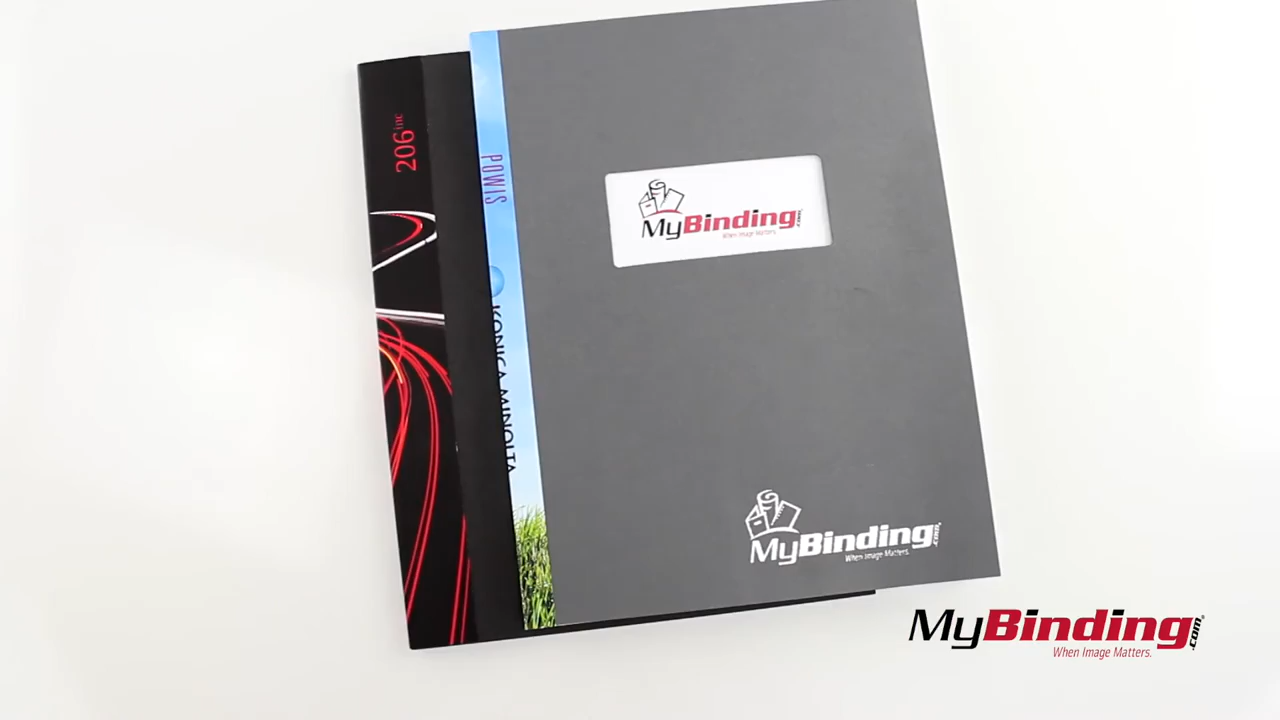 206 inc
POWIS
KONICA MINOLTA
MyBinding.com
When Image Matters.
MyBinding.com
When Image Matters.
MyBinding.com®
When Image Matters.